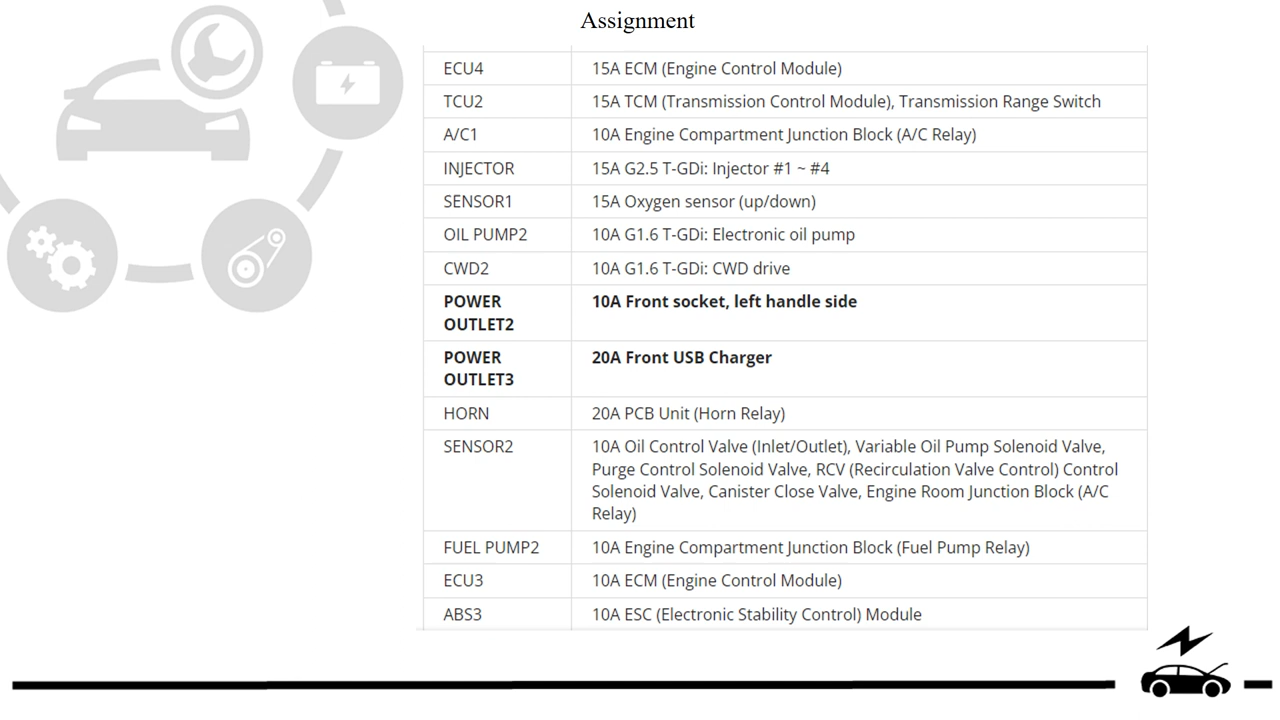 Assignment
ECU4 15A ECM (Engine Control Module)
TCU2 15A TCM (Transmission Control Module), Transmission Range Switch
A/C1 10A Engine Compartment Junction Block (A/C Relay)
INJECTOR 15A G2.5 T-GDi: Injector #1 ~ #4
SENSOR1 15A Oxygen sensor (up/down)
OIL PUMP2 10A G1.6 T-GDi: Electronic oil pump
CWD2 10A G1.6 T-GDi: CWD drive
POWER 10A Front socket, left handle side
OUTLET2
POWER 20A Front USB Charger
OUTLET3
HORN 20A PCB Unit (Horn Relay)
SENSOR2 10A Oil Control Valve (Inlet/Outlet), Variable Oil Pump Solenoid Valve,
Purge Control Solenoid Valve, RCV (Recirculation Valve Control) Control
Solenoid Valve, Canister Close Valve, Engine Room Junction Block (A/C
Relay)
FUEL PUMP2 10A Engine Compartment Junction Block (Fuel Pump Relay)
ECU3 10A ECM (Engine Control Module)
ABS3 10A ESC (Electronic Stability Control) Module